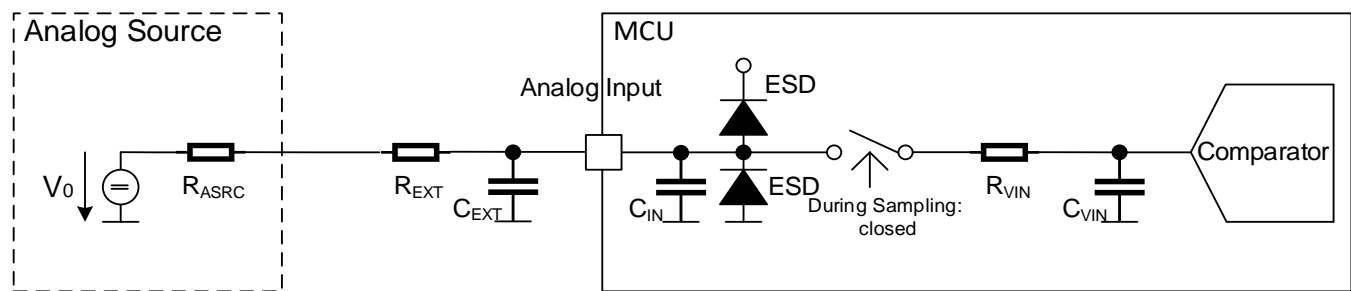 Analog Source
MCU
Analog Input
ESD
V0
=
RASRC
REXT
CEXT
CIN
ESD
During Sampling:
closed
RVIN
CVIN
Comparator